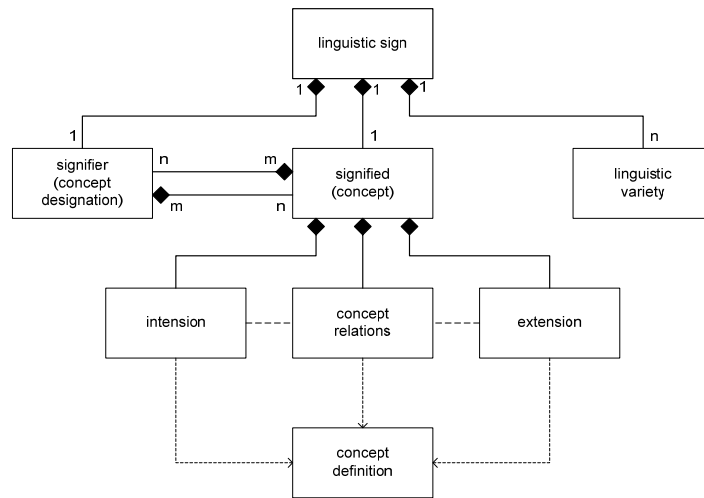 linguistic sign
1
1
1
1
1
n
signifier
(concept
designation)
n
m
m
n
signified
(concept)
linguistic
variety
intension
concept
relations
extension
concept
definition